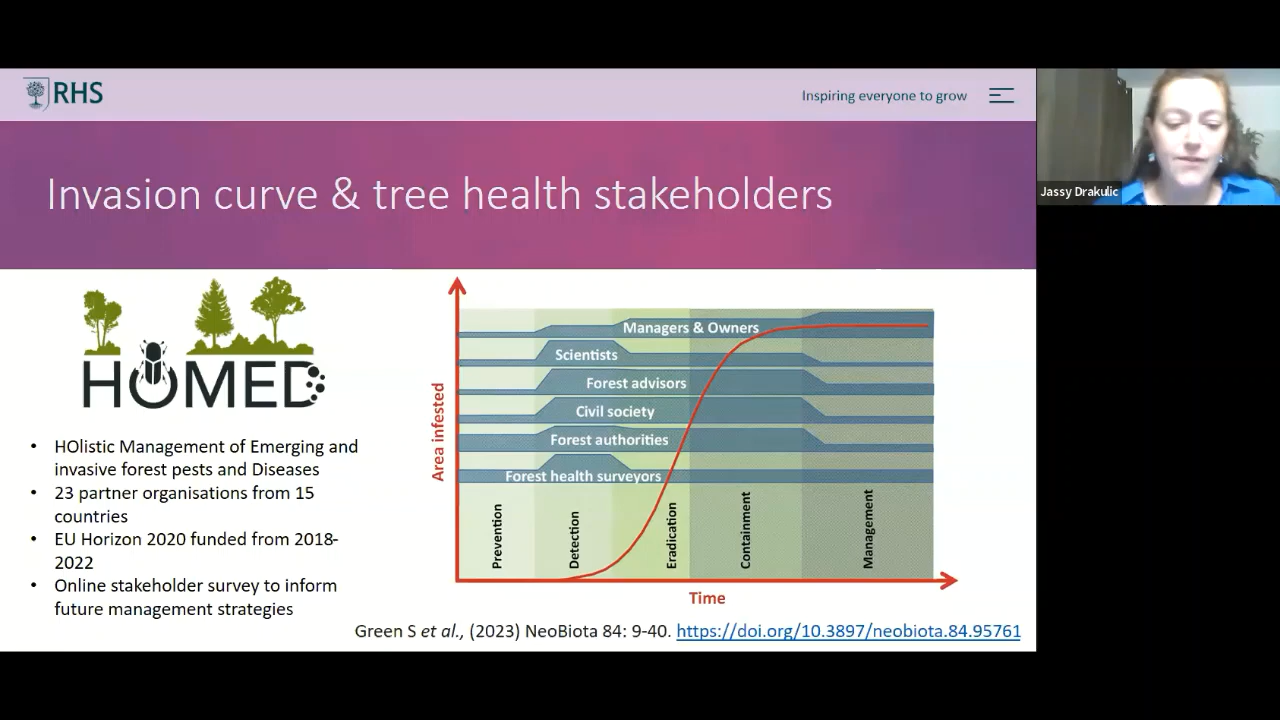 RHS
Inspiring everyone to grow
Jassy Drakulic
Invasion curve & tree health stakeholders
HOMED
• HOlistic Management of Emerging and
invasive forest pests and Diseases
• 23 partner organisations from 15
countries
• EU Horizon 2020 funded from 2018-
2022
• Online stakeholder survey to inform
future management strategies
Area infested
Managers & Owners
Scientists
Forest advisors
Civil society
Forest authorities
Forest health surveyors
Prevention
Detection
Eradication
Containment
Management
Time
Green S et al., (2023) NeoBiota 84: 9-40. https://doi.org/10.3897/neobiota.84.95761